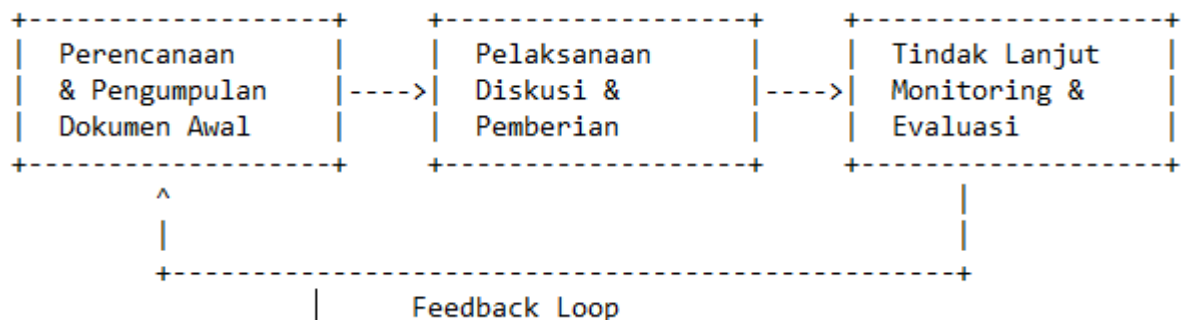 Perencanaan
& Pengumpulan
Dokumen Awal
Pelaksanaan
Diskusi &
Pemberian
Tindak Lanjut
Monitoring &
Evaluasi
Feedback Loop